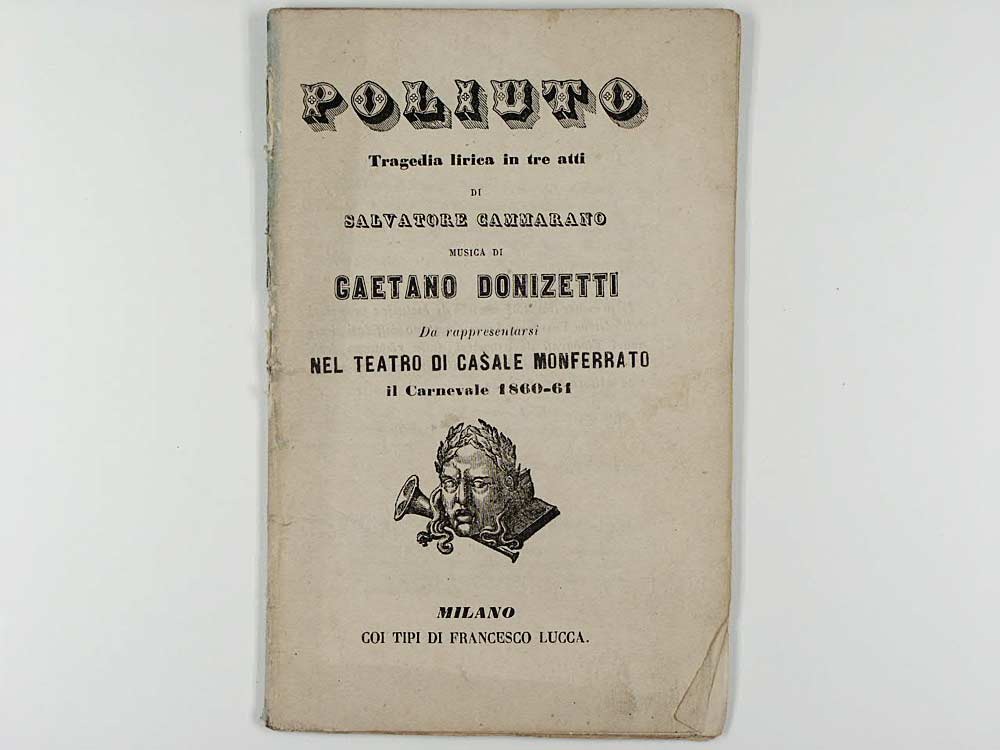 POLIUTO
Tragedia lirica in tre atti
DI
SALVATORE CAMMARANO
MUSICA DI
GAETANO DONIZETTI
Da rappresentarsi
NEL TEATRO DI CASALE MONFERRATO
il Carnevale 1860-61
MILANO
COI TIPI DI FRANCESCO LUCCA.